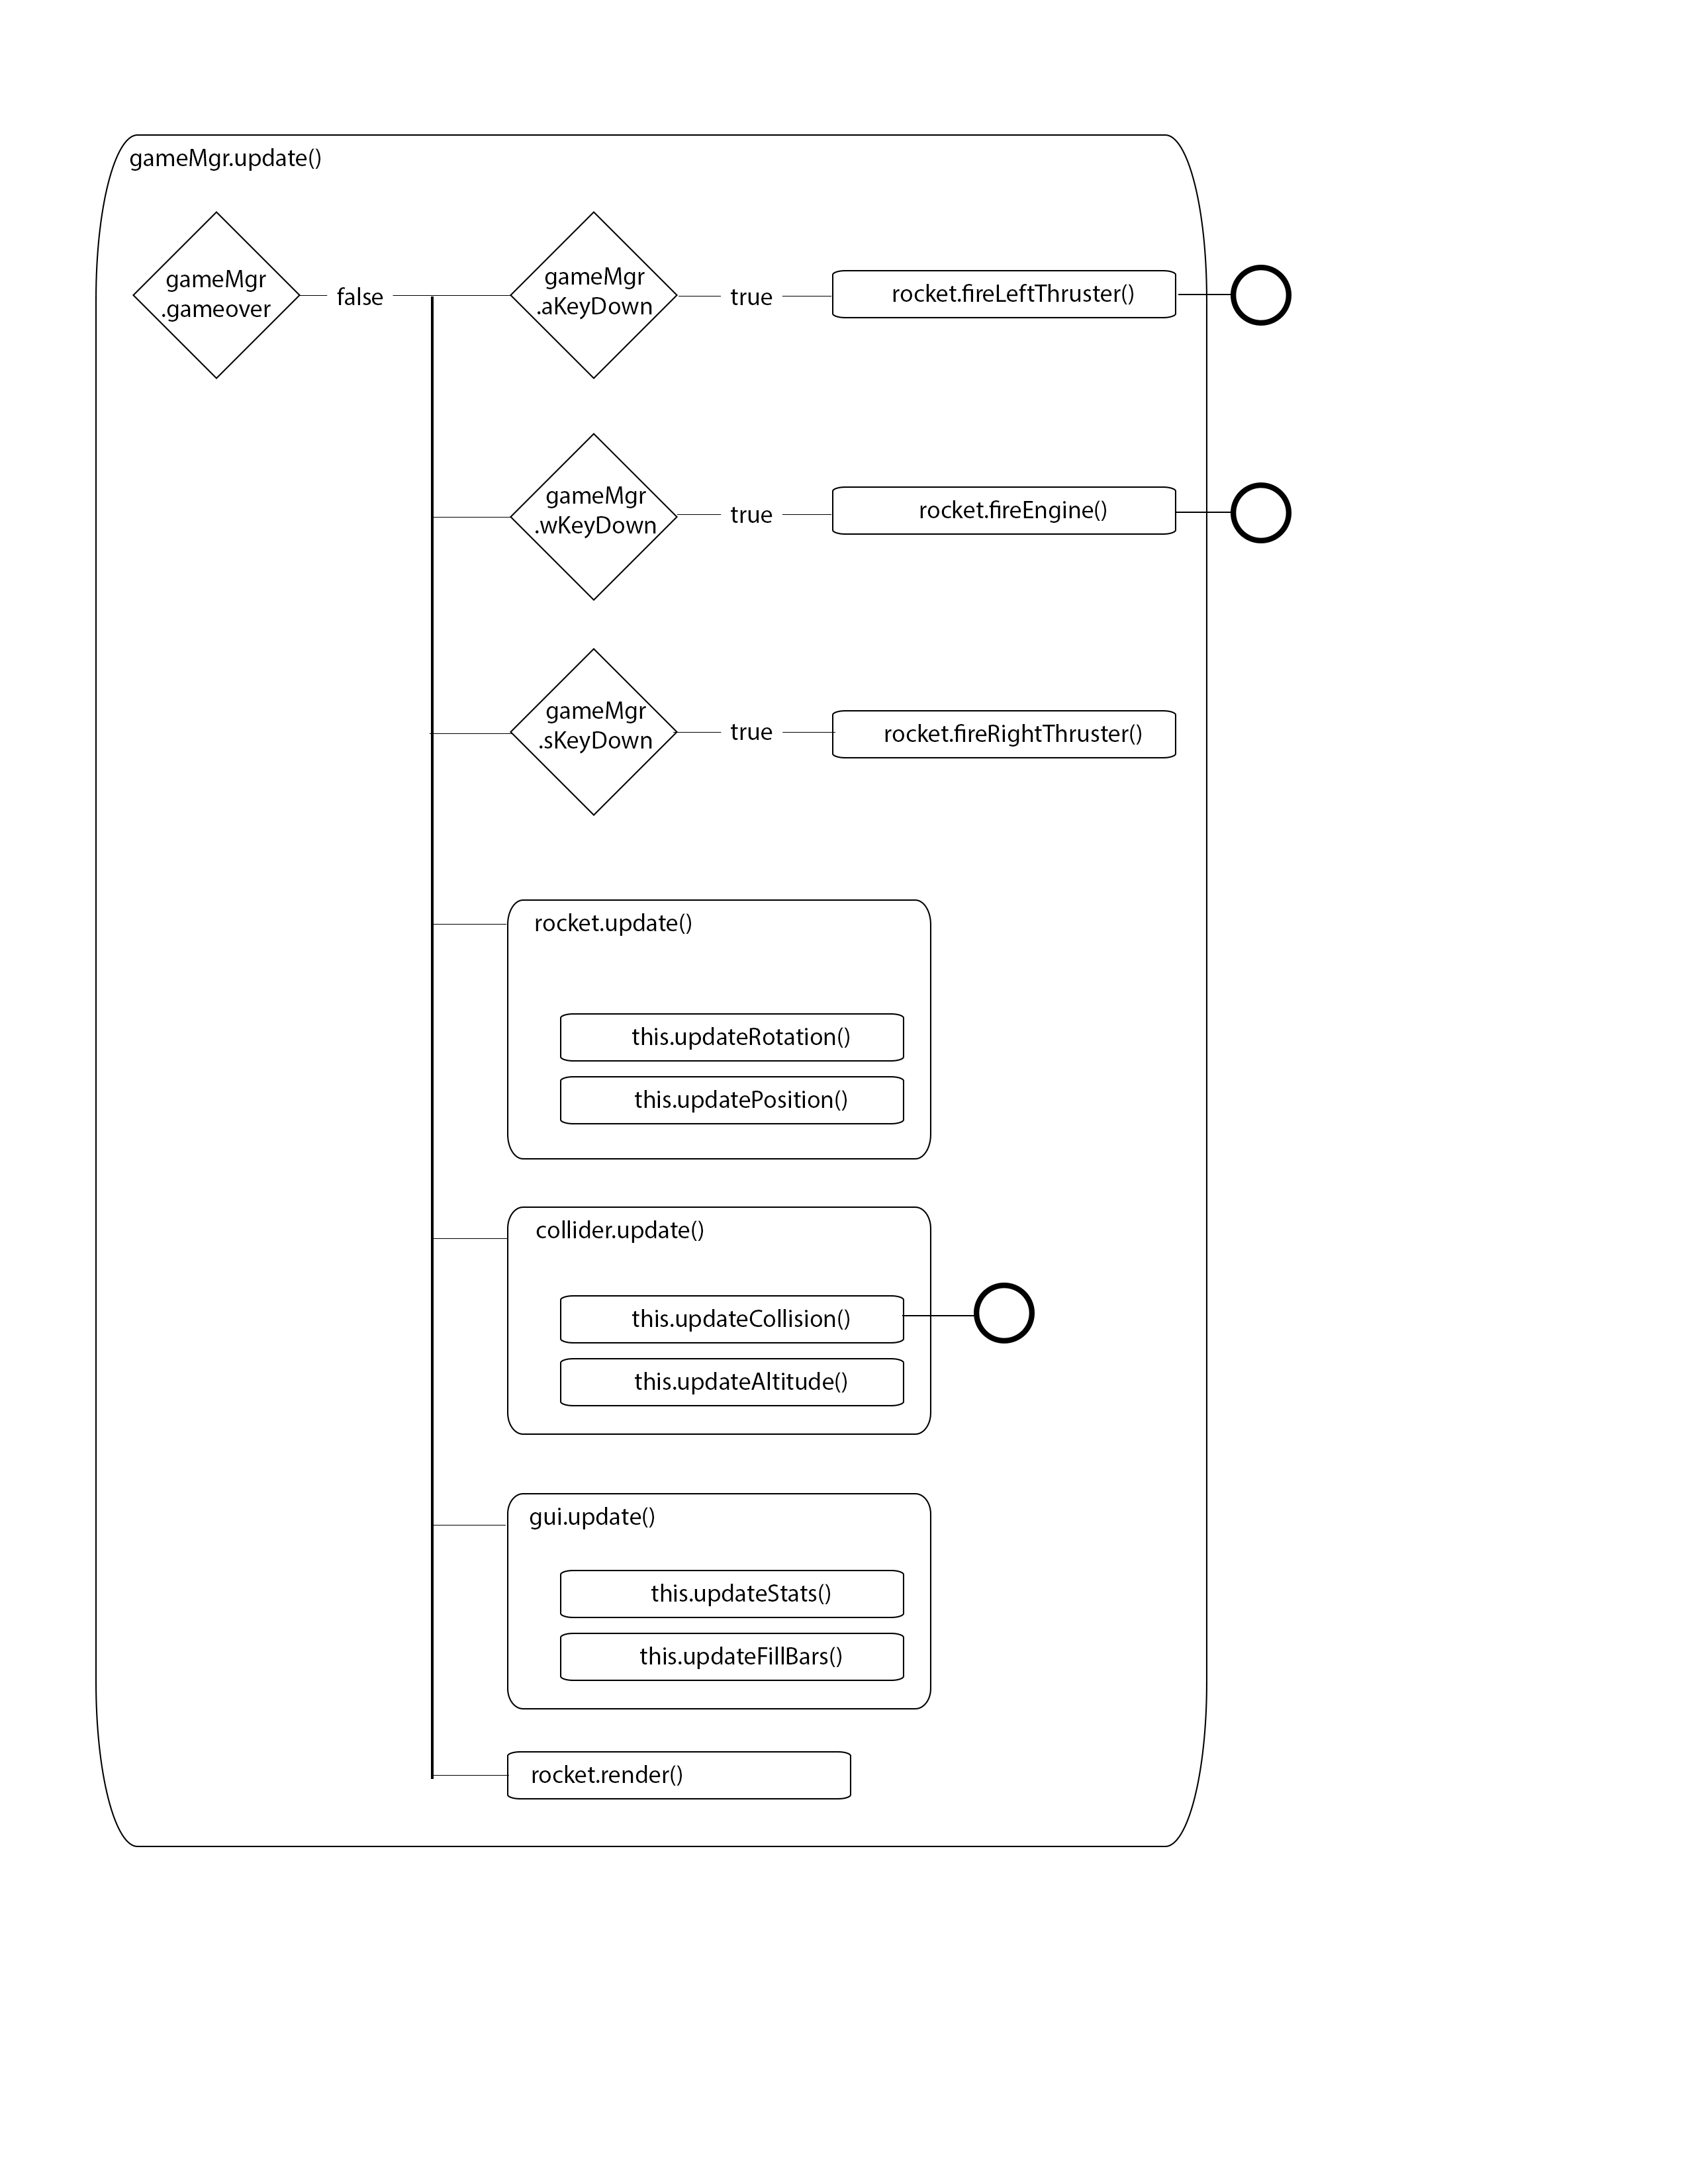 gameMgr.update()
gameMgr
.gameover
false
gameMgr
.aKeyDown
true
rocket.fireLeftThruster()
gameMgr
.wKeyDown
true
rocket.fireEngine()
gameMgr
.sKeyDown
true
rocket.fireRightThruster()
rocket.update()
this.updateRotation()
this.updatePosition()
collider.update()
this.updateCollision()
this.updateAltitude()
gui.update()
this.updateStats()
this.updateFillBars()
rocket.render()